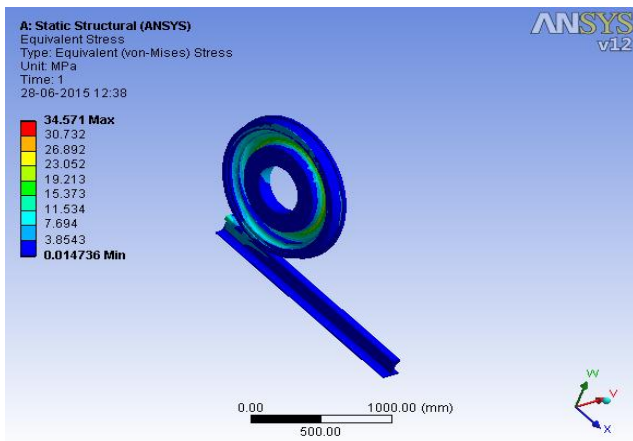 A: Static Structural (ANSYS)
Equivalent Stress
Type: Equivalent (von-Mises) Stress
Unit: MPa
Time: 1
28-06-2015 12:38
34.571 Max
30.732
26.892
23.052
19.213
15.373
11.534
7.694
3.8543
0.014736 Min
ANSYS
v12
0.00 1000.00 (mm)
500.00
W
V
X